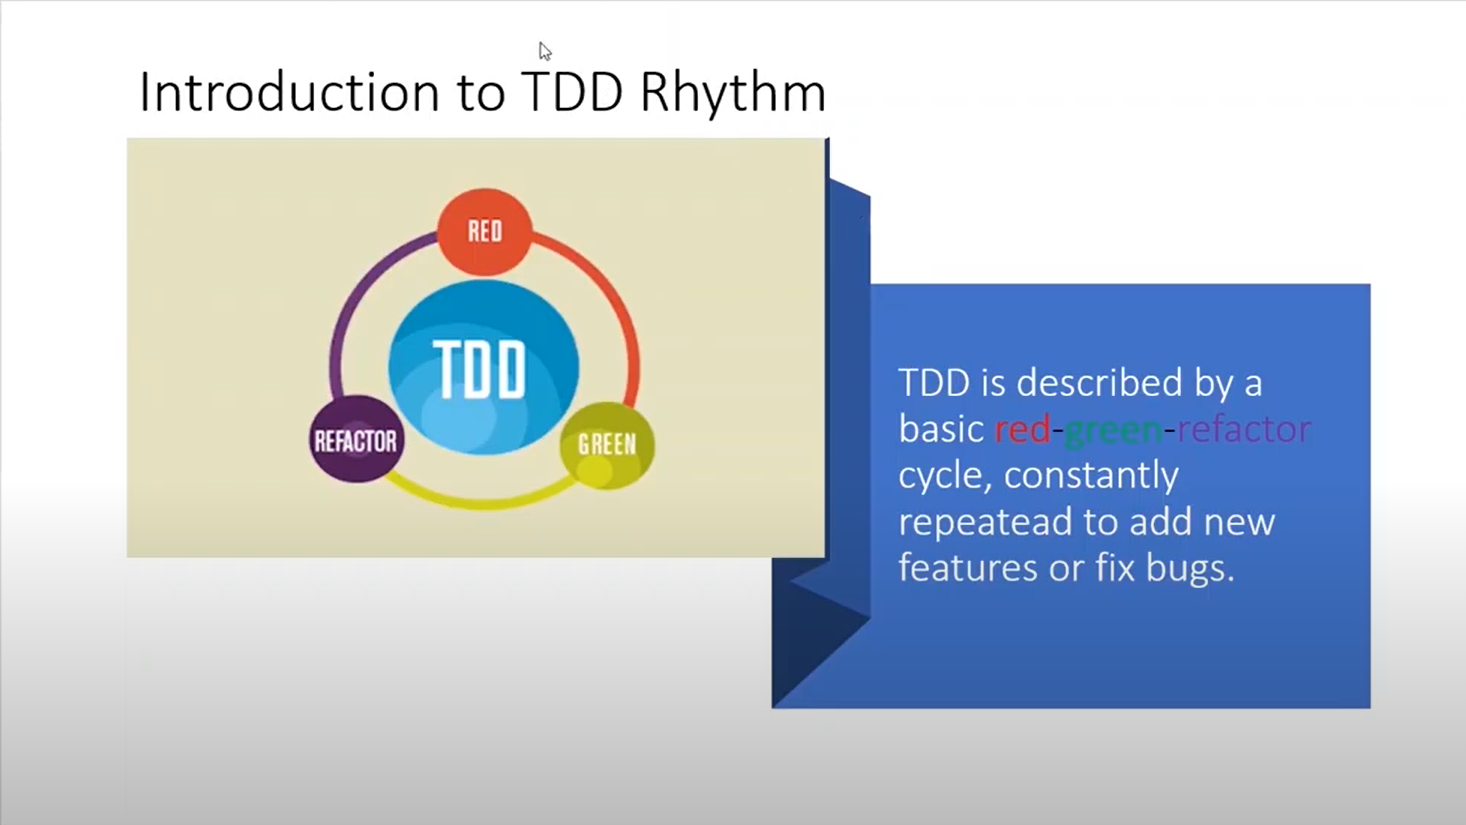 Introduction to TDD Rhythm
RED
TDD
REFACTOR
GREEN
TDD is described by a
basic red-green-refactor
cycle, constantly
repeatead to add new
features or fix bugs.